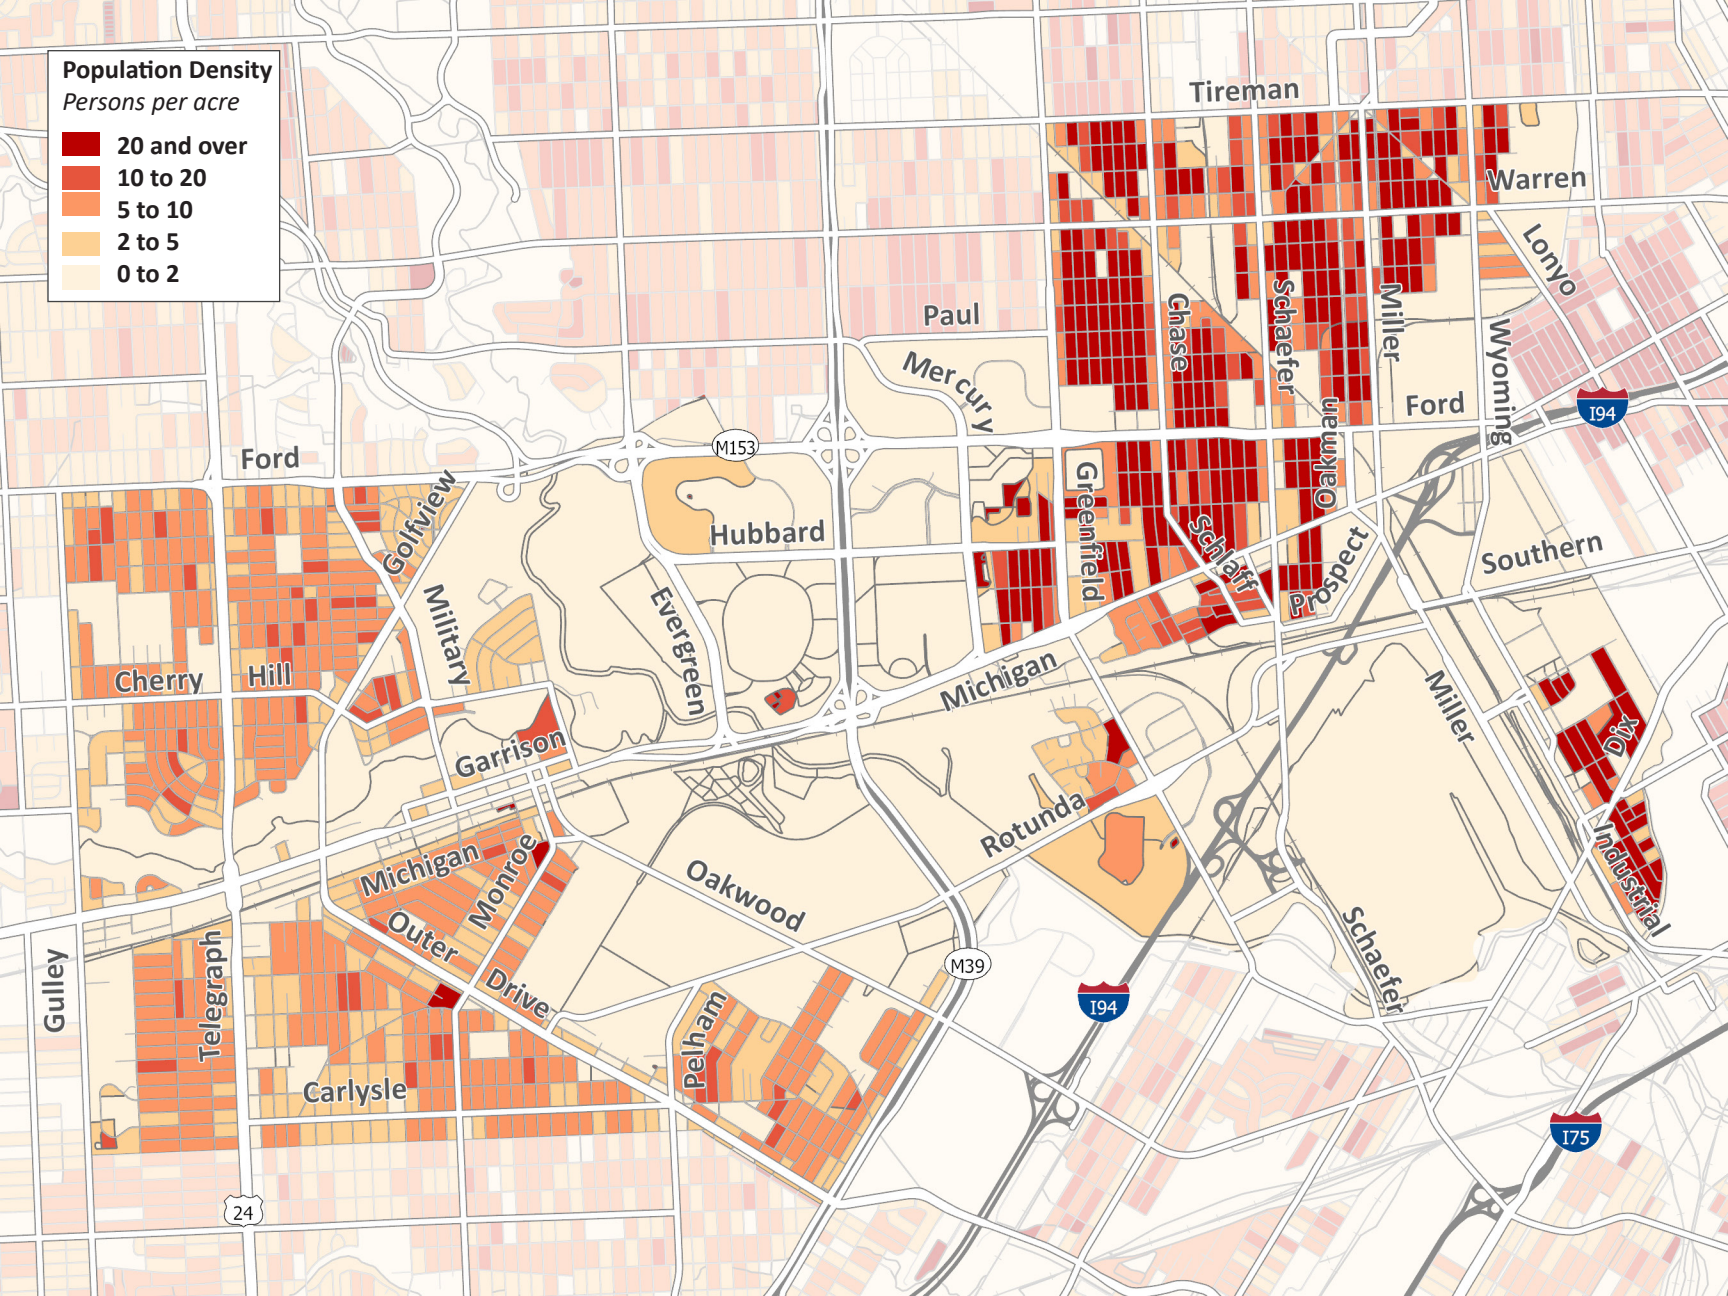 Population Density
Persons per acre
20 and over
10 to 20
5 to 10
2 to 5
0 to 2
Tireman
Warren
Lonyo
Paul
Mercury
Chase
Schaefer
Miller
Wyoming
Ford
I94
Oakman
Ford
M153
Golfview
Greenfield
Hubbard
Schlaff
Prospect
Southern
Military
Evergreen
Cherry Hill
Michigan
Miller
Dix
Garrison
Rotunda
Michigan
Monroe
Oakwood
Industrial
Outer Drive
Schaefer
Gulley
Telegraph
M39
I94
Pelham
Carlysle
I75
24